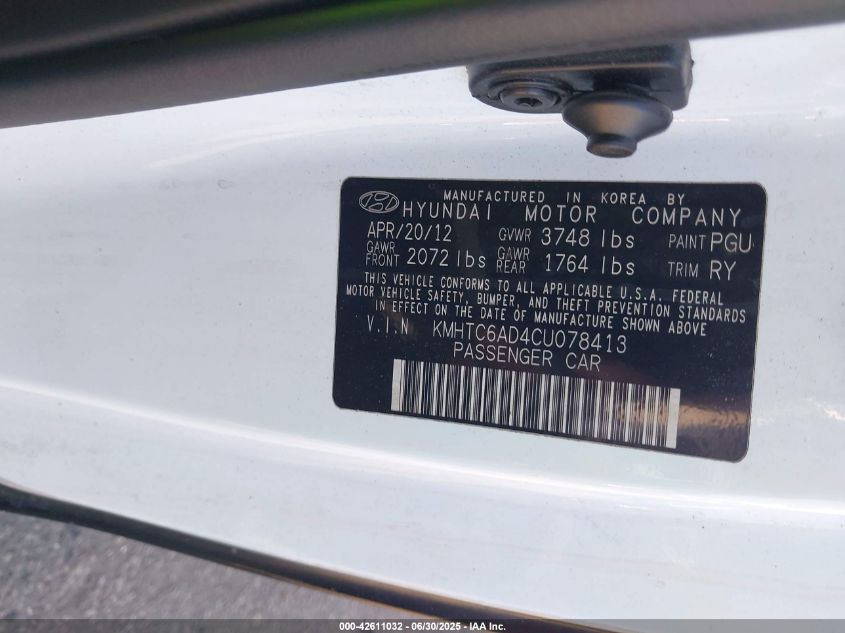 MANUFACTURED IN KOREA BY
HYUNDAI MOTOR COMPANY
APR/20/12 GVWR 3748 lbs PAINT PGU
GAWR FRONT 2072 lbs GAWR REAR 1764 lbs TRIM RY
THIS VEHICLE CONFORMS TO ALL APPLICABLE U.S.A. FEDERAL
MOTOR VEHICLE SAFETY, BUMPER, AND THEFT PREVENTION STANDARDS
IN EFFECT ON THE DATE OF MANUFACTURE SHOWN ABOVE
V.I.N KMHTC6AD4CU078413
PASSENGER CAR
000-42611032 - 06/30/2025 - IAA Inc.